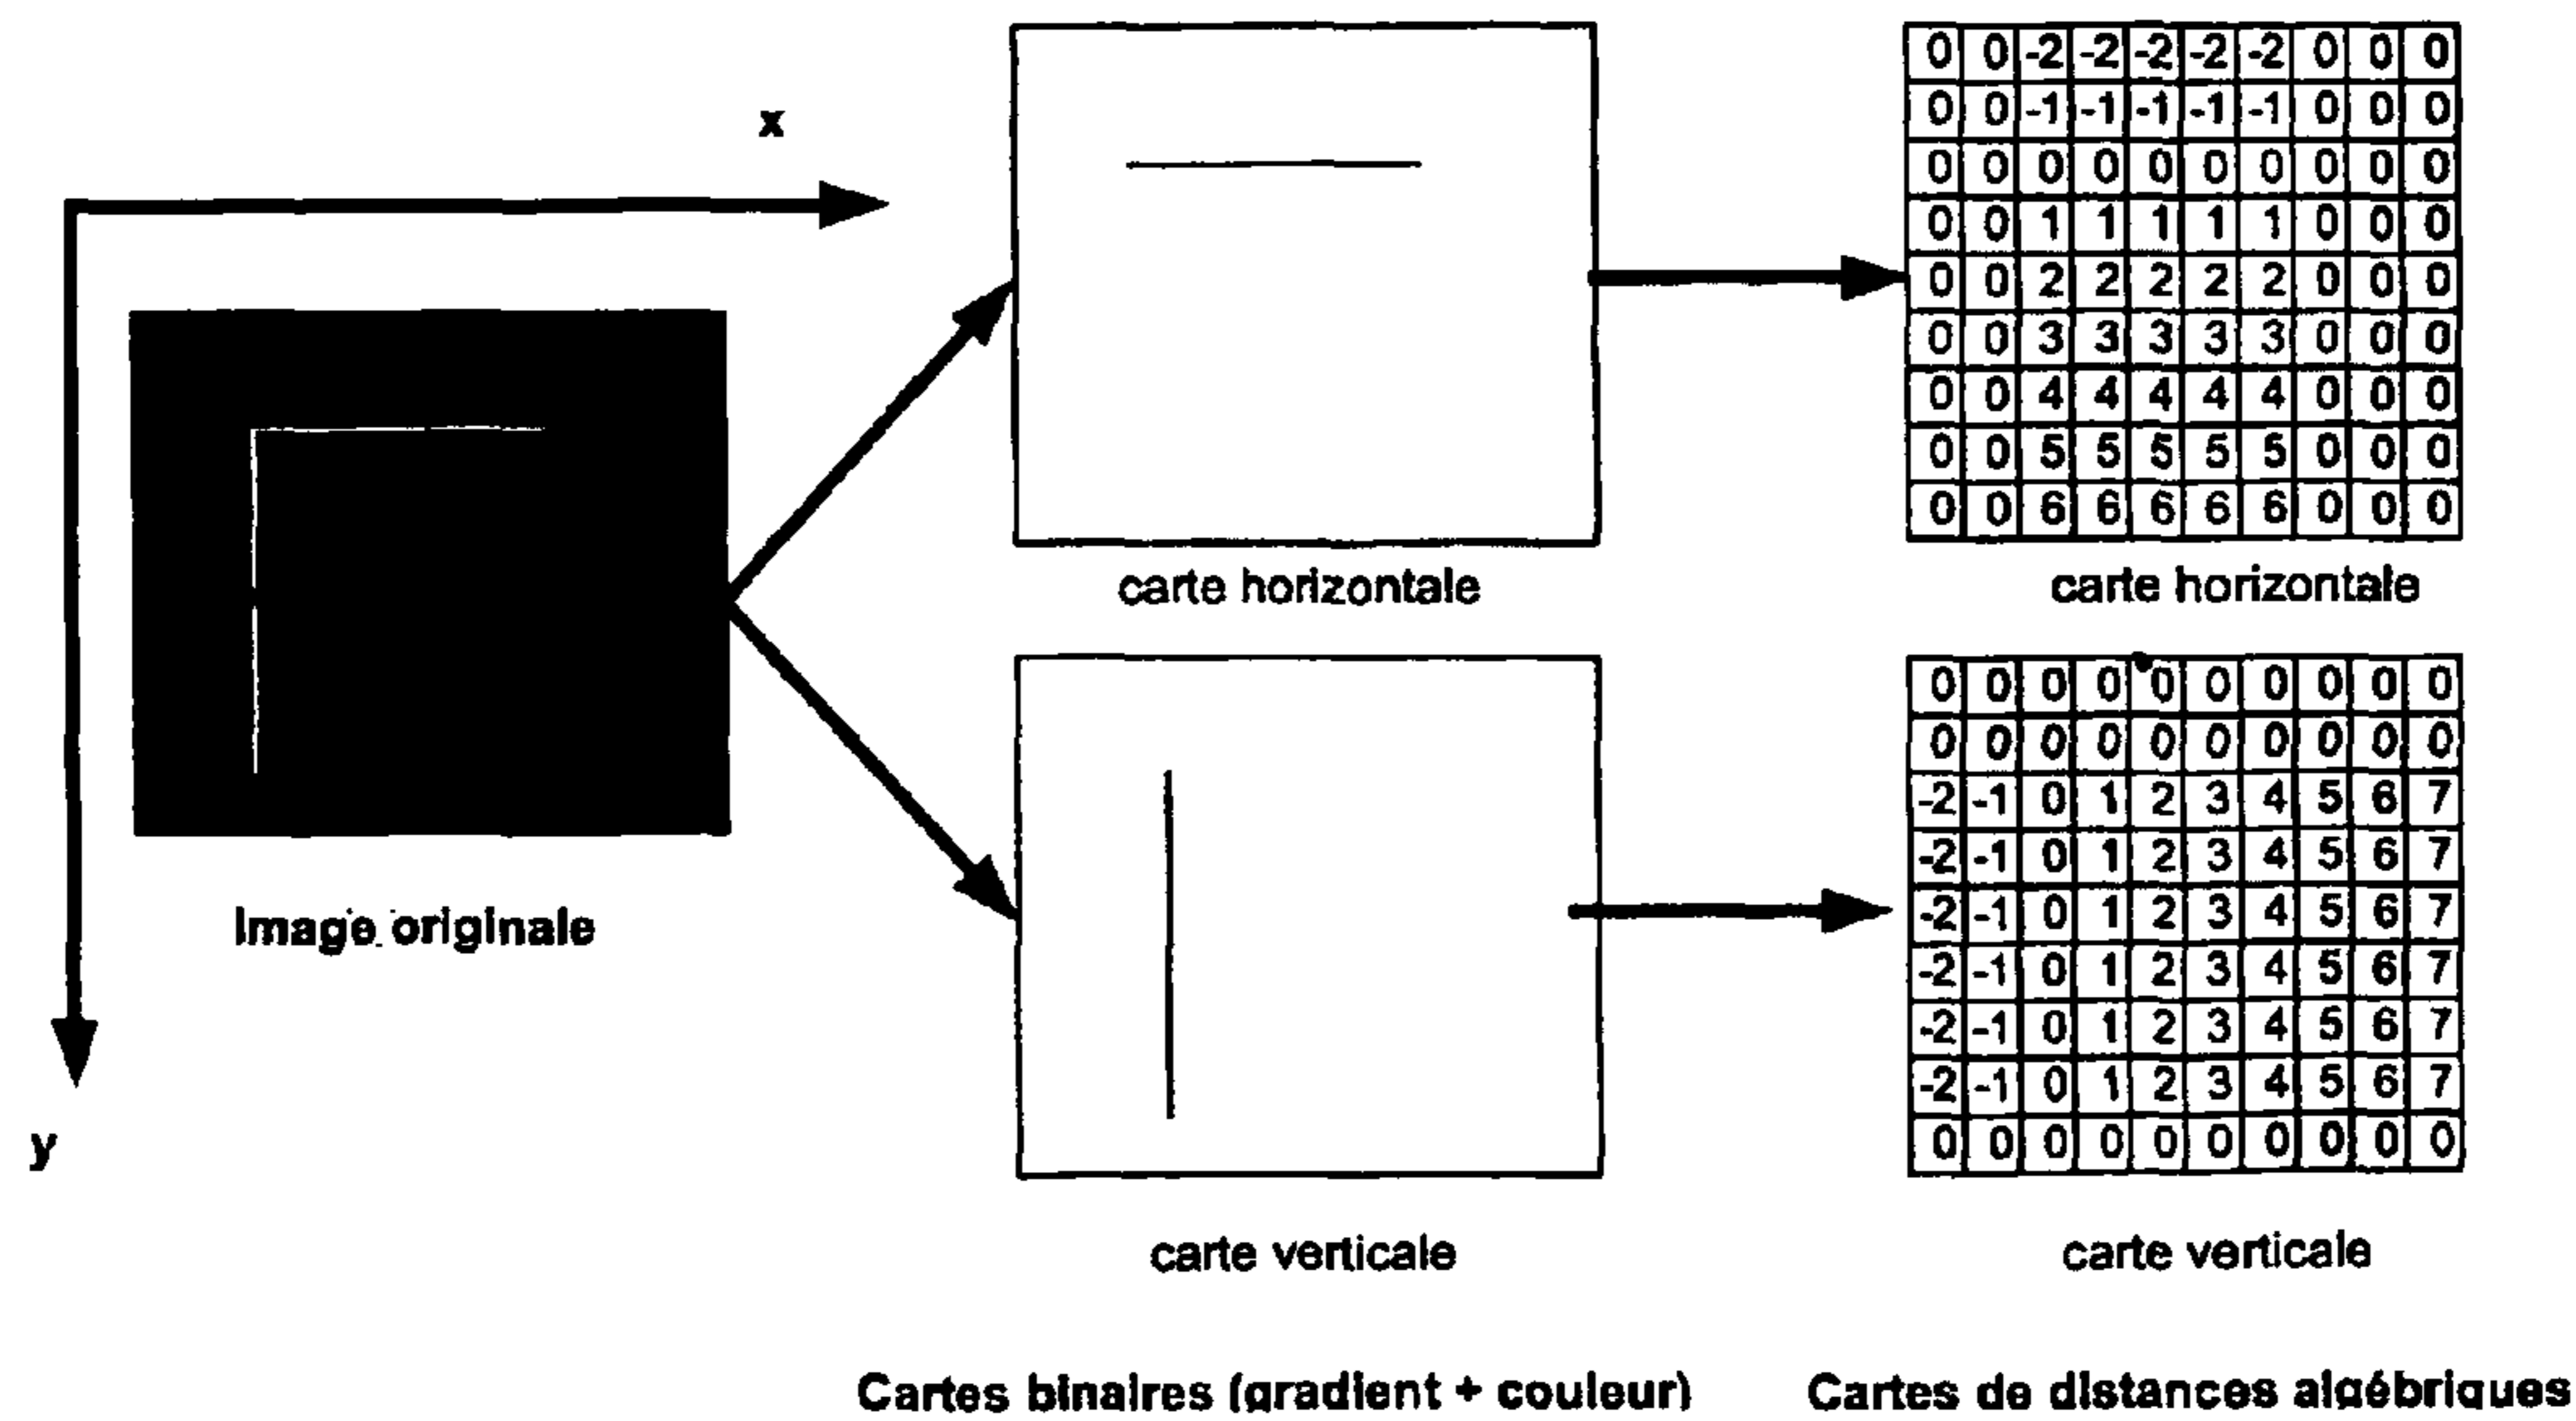 x
0 0 -2 -2 -2 -2 -2 0 0 0
0 0 -1 -1 -1 -1 -1 0 0 0
0 0 0 0 0 0 0 0 0 0
0 0 1 1 1 1 1 0 0 0
0 0 2 2 2 2 2 0 0 0
0 0 3 3 3 3 3 0 0 0
0 0 4 4 4 4 4 0 0 0
0 0 5 5 5 5 5 0 0 0
0 0 6 6 6 6 6 0 0 0
carte horizontale
carte horizontale
Image originale
y
0 0 0 0 0 0 0 0 0 0
0 0 0 0 0 0 0 0 0 0
-2 -1 0 1 2 3 4 5 6 7
-2 -1 0 1 2 3 4 5 6 7
-2 -1 0 1 2 3 4 5 6 7
-2 -1 0 1 2 3 4 5 6 7
-2 -1 0 1 2 3 4 5 6 7
-2 -1 0 1 2 3 4 5 6 7
0 0 0 0 0 0 0 0 0 0
carte verticale
carte verticale
Cartes binaires (gradient + couleur)
Cartes de distances algébriques